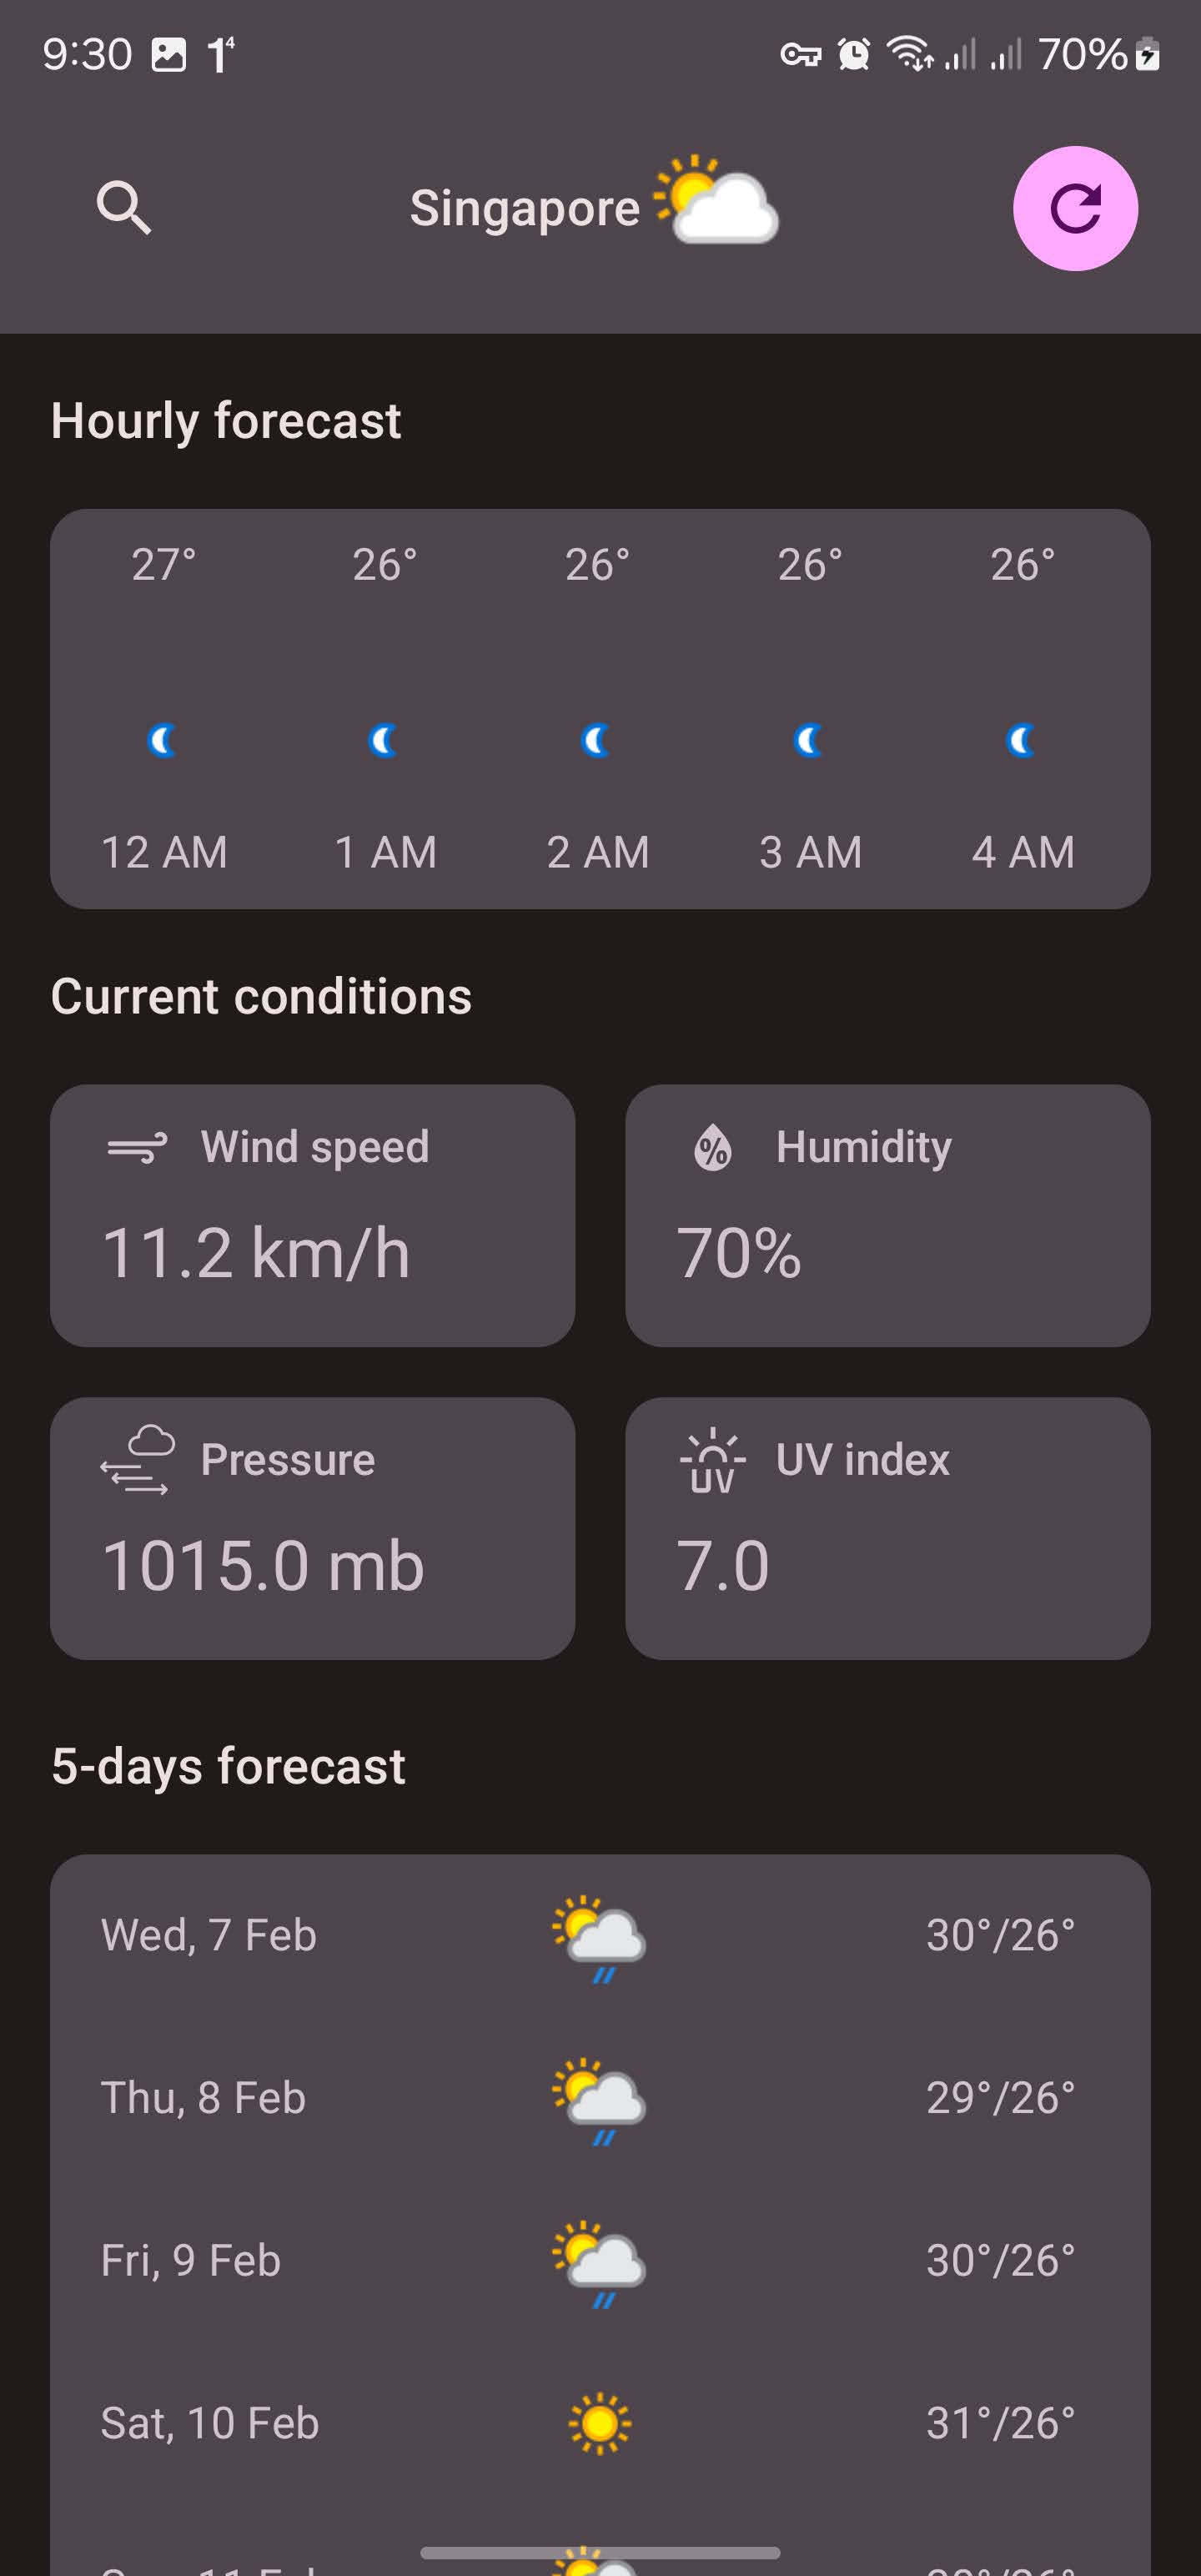 9:30 1⁴ 70%
Singapore
Hourly forecast
27° 26° 26° 26° 26°
12 AM 1 AM 2 AM 3 AM 4 AM
Current conditions
Wind speed
11.2 km/h
% Humidity
70%
Pressure
1015.0 mb
UV UV index
7.0
5-days forecast
Wed, 7 Feb 30°/26°
Thu, 8 Feb 29°/26°
Fri, 9 Feb 30°/26°
Sat, 10 Feb 31°/26°